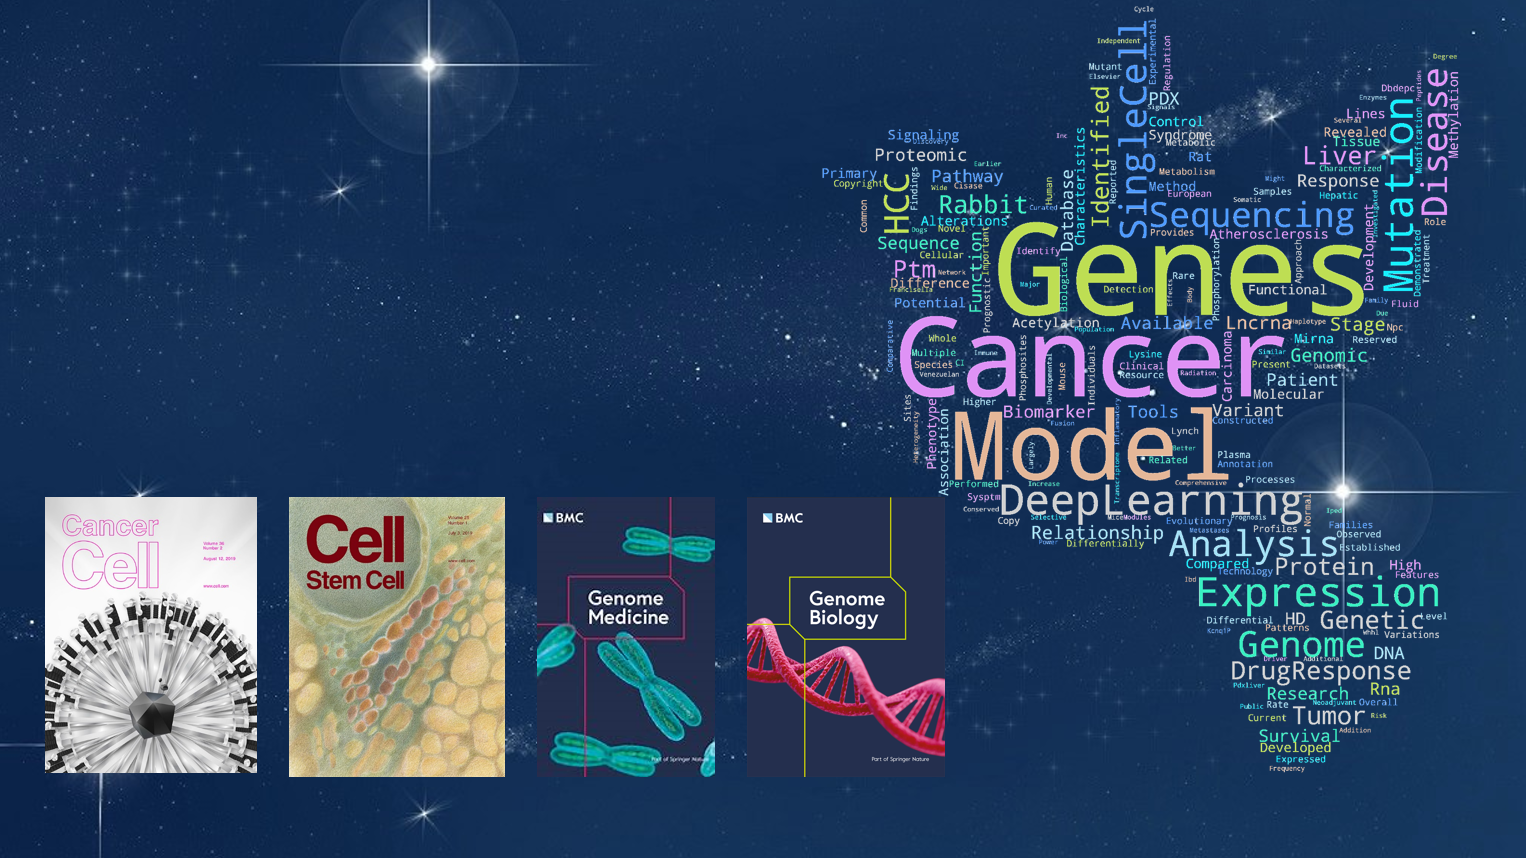 Cancer
Cell
Volume 36
Number 2
August 12, 2019
www.cell.com
Cell
Stem Cell
www.cell.com
BMC
Genome
Medicine
Part of Springer Nature
BMC
Genome
Biology
Part of Springer Nature
Cycle
Independent
Experimental
Regulation
Singlecell
Mutant
Elsevier
Identified
PDX
Signals
Control
Syndrome
Metabolic
Rat
Metabolism
Method
European
Reported
Degree
Disease
Methylation
Peptides
Dbdepc
Enzymes
Mutation
Modification
Lines
Several
Revealed
Tissue
Liver
Characterized
Response
Hepatic
Might
Samples
Somatic
Role
Signaling
Discovery
Proteomic
Earlier
Inc
Primary
Copyright
Pathway
Wide
Cisase
HCC
Findings
Common
Rabbit
Curated
Human
Database
Characteristics
Alterations
Dogs
Novel
Sequence
Cellular
Function
Important
Ptm
Network
Difference
Francisella
Potential
Prognostic
Sequencing
Provides
Atherosclerosis
Genes
Identify
Major
Biological
Detection
Rare
Effects
Body
Phosphorylation
Functional
Approach
Development
Investigated
Demonstrated
Treatment
Family
Fluid
Due
Acetylation
Population
Available
Lncrna
Haplotype
Stage
Npc
Reserved
Comparative
Whole
Multiple
Species
CI
Venezuelan
Immune
Cancer
Phosphosites
Developmental
Mouse
Individuals
Lysine
Clinical
Resource
Radiation
Carcinoma
Similar
Present
Mirna
Genomic
Datasets
Patient
Molecular
Sites
Heterogeneity
Phenotype
Association
Higher
Biomarker
Fusion
Tools
Variant
Constructed
Model
Largely
Inflammatory
Transcriptome
Lynch
Better
Related
Plasma
Annotation
Performed
Increase
Comprehensive
Processes
Sysptm
Conserved
DeepLearning
Normal
Iped
Copy
Selective
MiceModules
Evolutionary
Prognosis
Metastases
Profiles
Families
Observed
Established
Relationship
Power
Differentially
Analysis
Compared
Technology
Protein
High
Features
Ibd
Expression
Differential
HD
Genetic
Level
Kcnq1P
Patterns
Whhl
Variations
Genome
DNA
Driver
Additional
DrugResponse
Pdxliver
Research
Rna
Public
Rate
Neoadjuvant
Overall
Current
Tumor
Risk
Addition
Survival
Developed
Expressed
Frequency